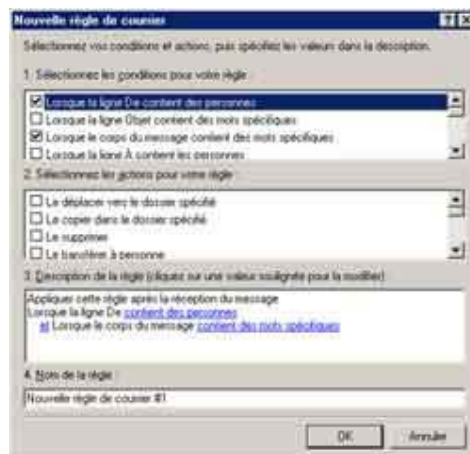 Nouvelle règle de courrier
Sélectionnez vos conditions et actions, puis spécifiez les valeurs dans la description.
1. Sélectionnez les conditions pour votre règle :
Lorsque la ligne De contient des personnes
Lorsque la ligne Objet contient des mots spécifiques
Lorsque le corps du message contient des mots spécifiques
Lorsque la ligne À contient les personnes
2. Sélectionnez les actions pour votre règle :
Le déplacer vers le dossier spécifié
Le copier dans le dossier spécifié
Le supprimer
Le transférer à personne
3. Description de la règle (cliquez sur une valeur soulignée pour la modifier) :
Appliquer cette règle après la réception du message
Lorsque la ligne De contient des personnes
et Lorsque le corps du message contient des mots spécifiques
4. Nom de la règle :
Nouvelle règle de courrier #1
OK Annuler